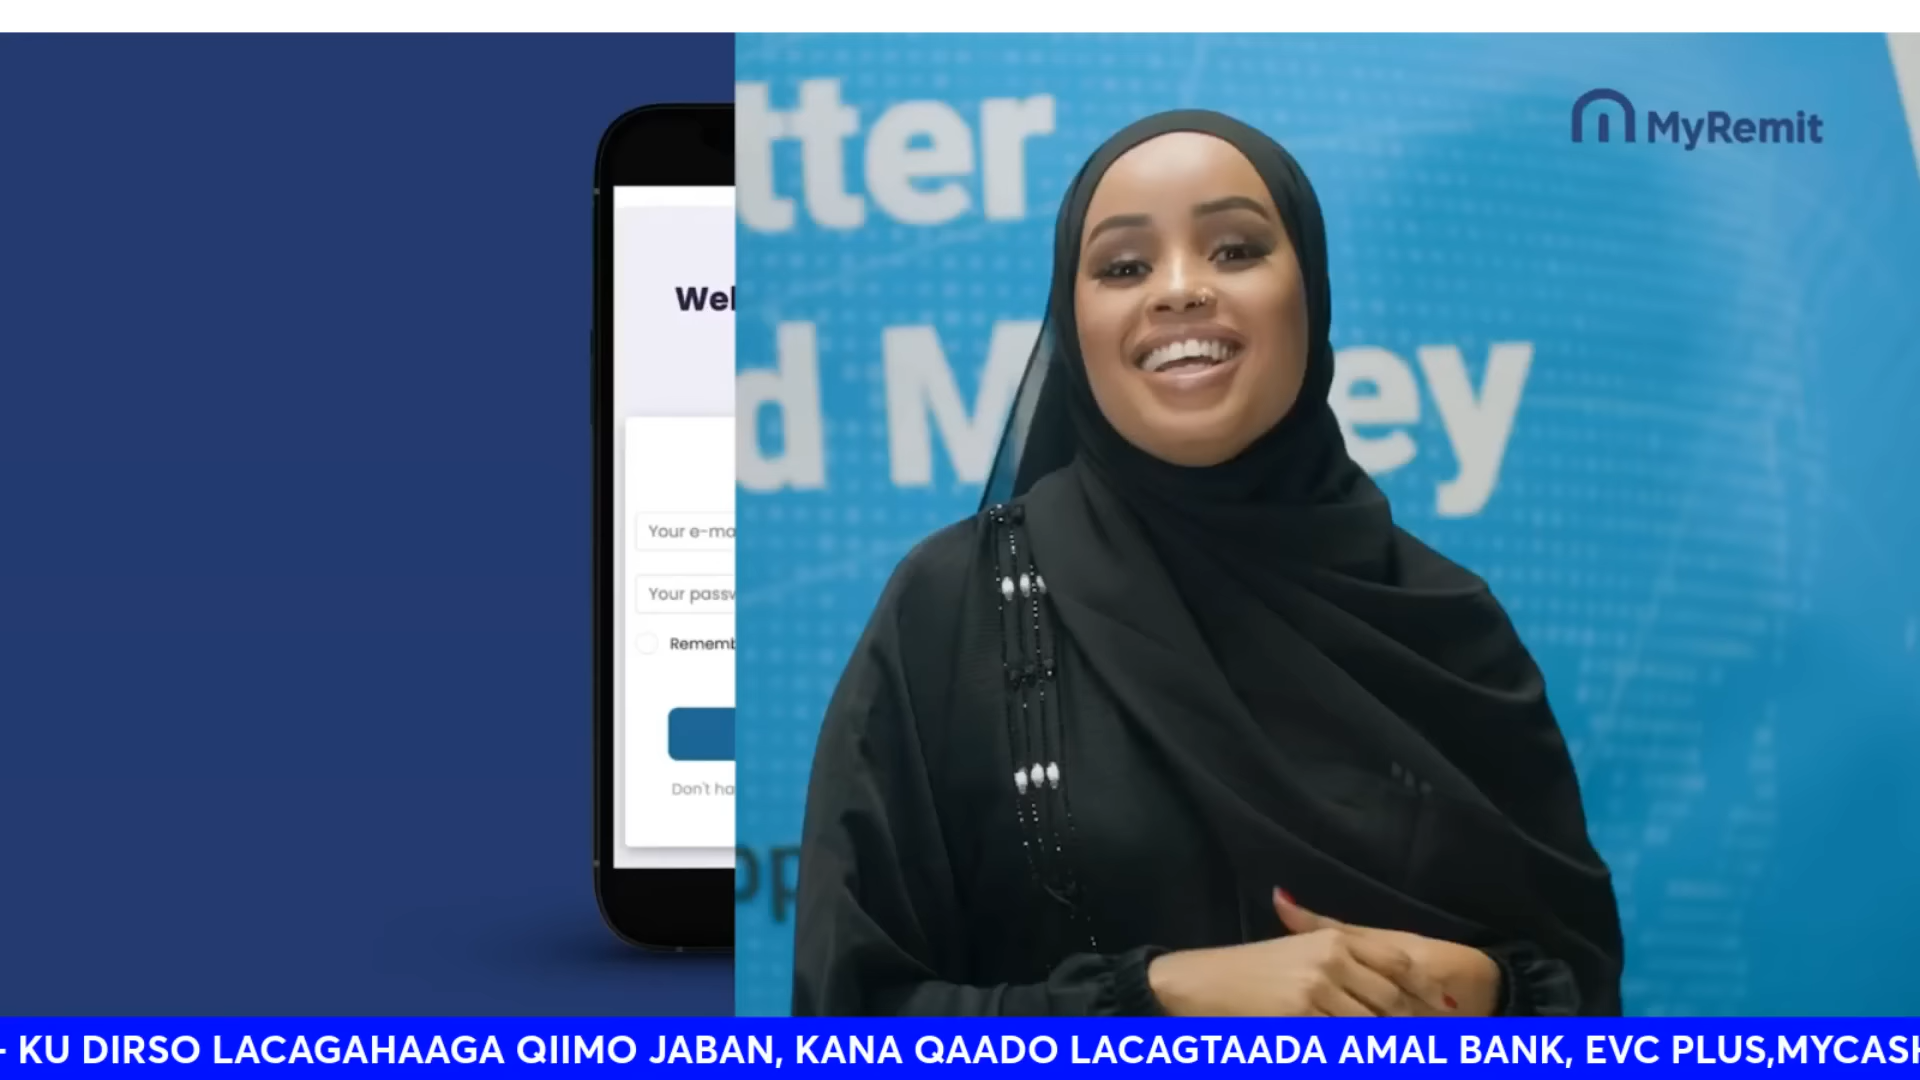 tter
MyRemit
Wel
d M ey
Your e-ma
Your passw
Rememb
Don't ha
pp
- KU DIRSO LACAGAHAAGA QIIMO JABAN, KANA QAADO LACAGTAADA AMAL BANK, EVC PLUS,MYCASH